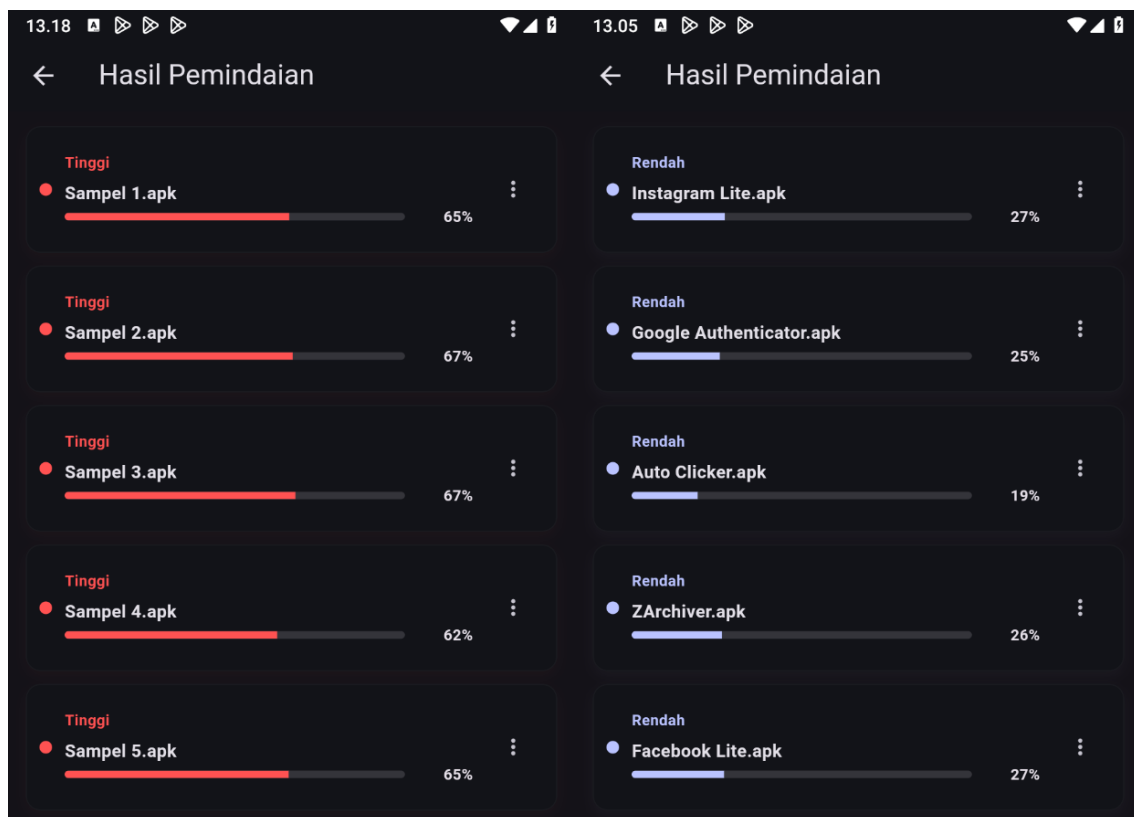 13.18
Hasil Pemindaian
Tinggi
Sampel 1.apk
65%
Tinggi
Sampel 2.apk
67%
Tinggi
Sampel 3.apk
67%
Tinggi
Sampel 4.apk
62%
Tinggi
Sampel 5.apk
65%
13.05
Hasil Pemindaian
Rendah
Instagram Lite.apk
27%
Rendah
Google Authenticator.apk
25%
Rendah
Auto Clicker.apk
19%
Rendah
ZArchiver.apk
26%
Rendah
Facebook Lite.apk
27%